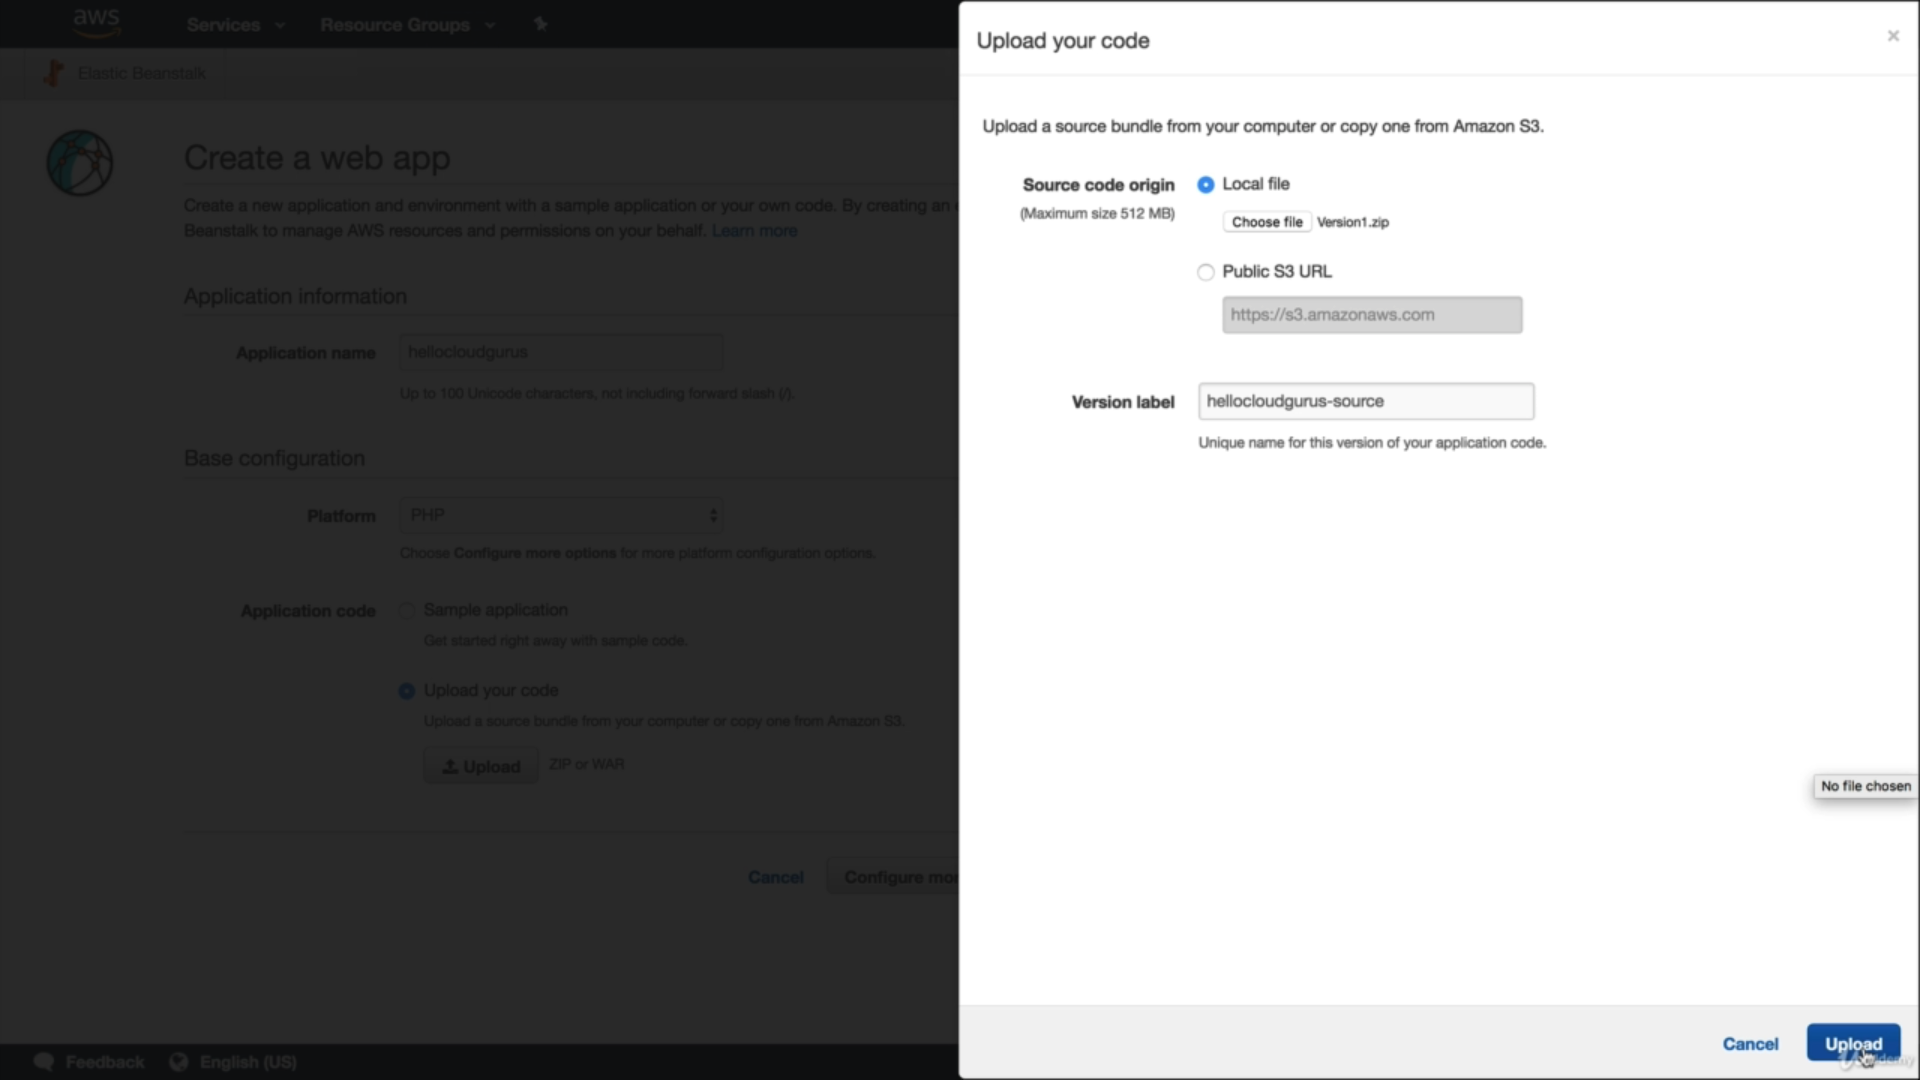 aws
Services
Resource Groups
Elastic Beanstalk
Create a web app
Create a new application and environment with a sample application or your own code. By creating an
Beanstalk to manage AWS resources and permissions on your behalf. Learn more
Application information
Application name
hellocloudgurus
Up to 100 Unicode characters, not including forward slash (/).
Base configuration
Platform
PHP
Choose Configure more options for more platform configuration options.
Application code
Sample application
Get started right away with sample code.
Upload your code
Upload a source bundle from your computer or copy one from Amazon S3.
Upload
ZIP or WAR
Cancel
Configure mo
Feedback
English (US)
Upload your code
×
Upload a source bundle from your computer or copy one from Amazon S3.
Source code origin
(Maximum size 512 MB)
Local file
Choose file Version1.zip
Public S3 URL
https://s3.amazonaws.com
Version label
hellocloudgurus-source
Unique name for this version of your application code.
No file chosen
Cancel
Upload